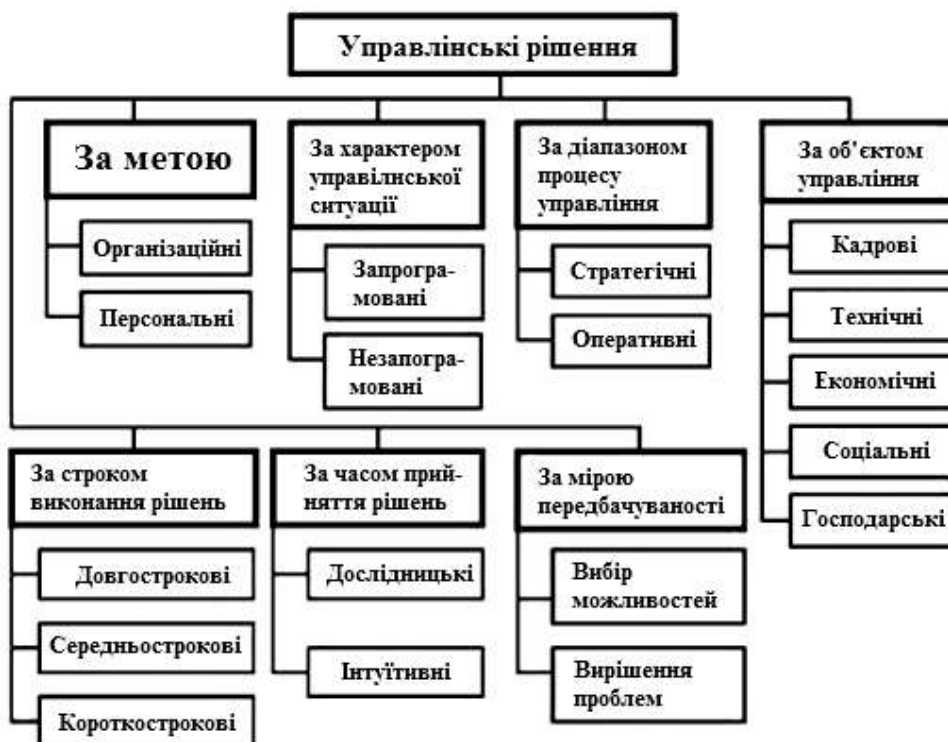 Управлінські рішення
За метою
Організаційні
Персональні
За характером
управілнської
ситуації
Запрогра-
мовані
Незапогра-
мовані
За діапазоном
процесу
управління
Стратегічні
Оперативні
За об’єктом
управління
Кадрові
Технічні
Економічні
Соціальні
Господарські
За строком
виконання рішень
Довгострокові
Середньострокові
Короткострокові
За часом прий-
няття рішень
Дослідницькі
Інтуїтивні
За мірою
передбачуваності
Вибір
можливостей
Вирішення
проблем